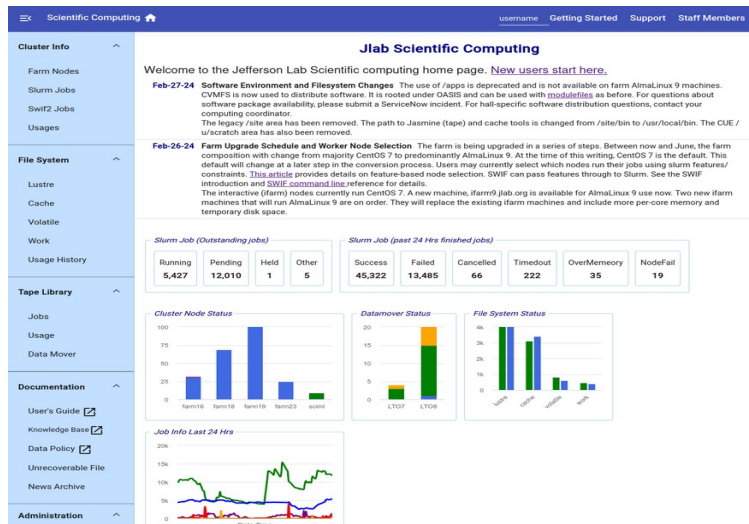 Scientific Computing
username Getting Started Support Staff Members
Cluster Info
Farm Nodes
Slurm Jobs
Swif2 Jobs
Usages
File System
Lustre
Cache
Volatile
Work
Usage History
Tape Library
Jobs
Usage
Data Mover
Documentation
User's Guide
Knowledge Base
Data Policy
Unrecoverable File
News Archive
Administration
Jlab Scientific Computing
Welcome to the Jefferson Lab Scientific computing home page. New users start here.
Feb-27-24 Software Environment and Filesystem Changes The use of /apps is deprecated and is not available on farm AlmaLinux 9 machines.
CVMFS is now used to distribute software. It is rooted under OASIS and can be used with modulefiles as before. For questions about
software package availability, please submit a ServiceNow incident. For hall-specific software distribution questions, contact your
computing coordinator.
The legacy /site area has been removed. The path to Jasmine (tape) and cache tools is changed from /site/bin to /usr/local/bin. The CUE /
u/scratch area has also been removed.
Feb-26-24 Farm Upgrade Schedule and Worker Node Selection The farm is being upgraded in a series of steps. Between now and June, the farm
composition with change from majority CentOS 7 to predominantly AlmaLinux 9. At the time of this writing, CentOS 7 is the default. This
default will change at a later step in the conversion process. Users may currently select which nodes run their jobs using slurm features/
constraints. This article provides details on feature-based node selection. SWIF can pass features through to Slurm. See the SWIF
introduction and SWIF command line reference for details.
The interactive (ifarm) nodes currently run CentOS 7. A new machine, ifarm9.jlab.org is available for AlmaLinux 9 use now. Two new ifarm
machines that will run AlmaLinux 9 are on order. They will replace the existing ifarm machines and include more per-core memory and
temporary disk space.
Slurm Job (Outstanding jobs)
Running Pending Held Other
5,427 12,010 1 5
Slurm Job (past 24 Hrs finished jobs)
Success Failed Cancelled Timedout OverMemeory NodeFail
45,322 13,485 66 222 35 19
Cluster Node Status
100
75
50
25
0
farm16 farm18 farm19 farm23 sciml
Datamover Status
20
15
10
5
0
LTO7 LTO8
File System Status
4k
3k
2k
1k
0
lustre cache volatile work
Job Info Last 24 Hrs
20k
15k
10k
5k
0